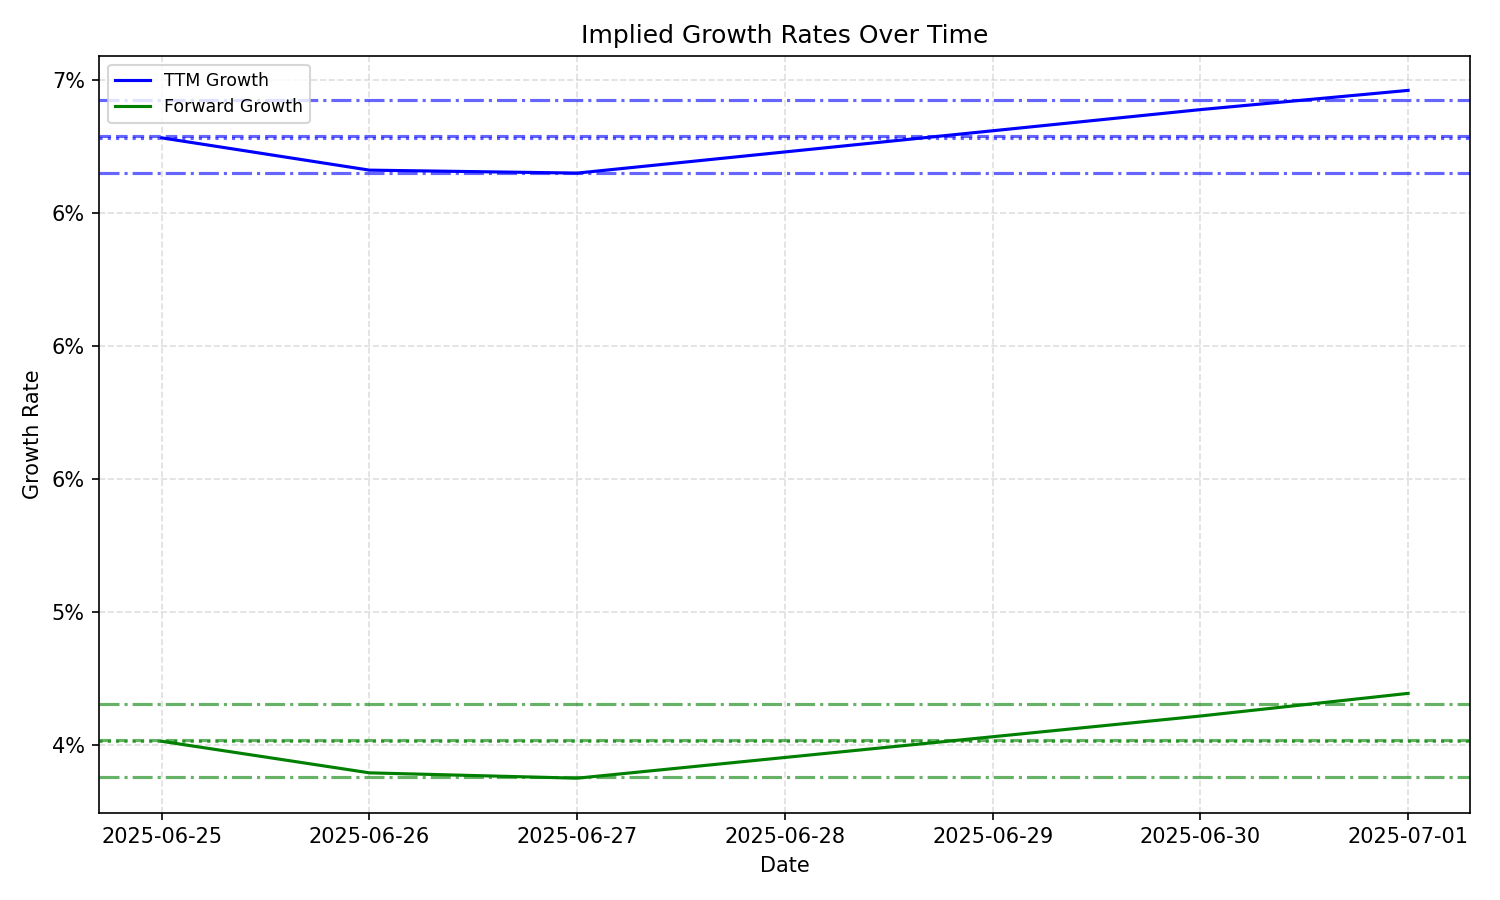 Implied Growth Rates Over Time
TTM Growth
Forward Growth
7%
6%
6%
6%
5%
4%
Growth Rate
2025-06-25
2025-06-26
2025-06-27
2025-06-28
2025-06-29
2025-06-30
2025-07-01
Date